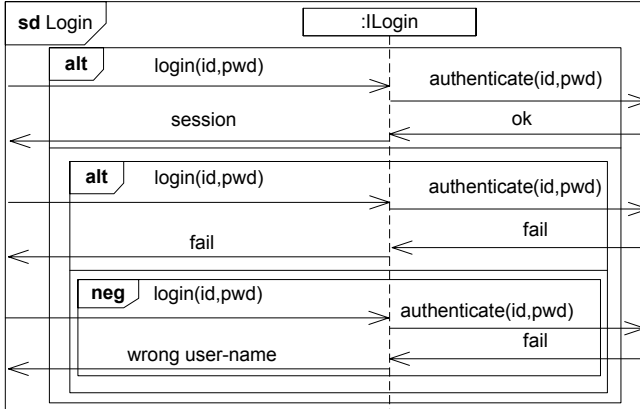 sd Login
:ILogin
alt
login(id,pwd)
authenticate(id,pwd)
session
ok
alt
login(id,pwd)
authenticate(id,pwd)
fail
fail
neg
login(id,pwd)
authenticate(id,pwd)
fail
wrong user-name